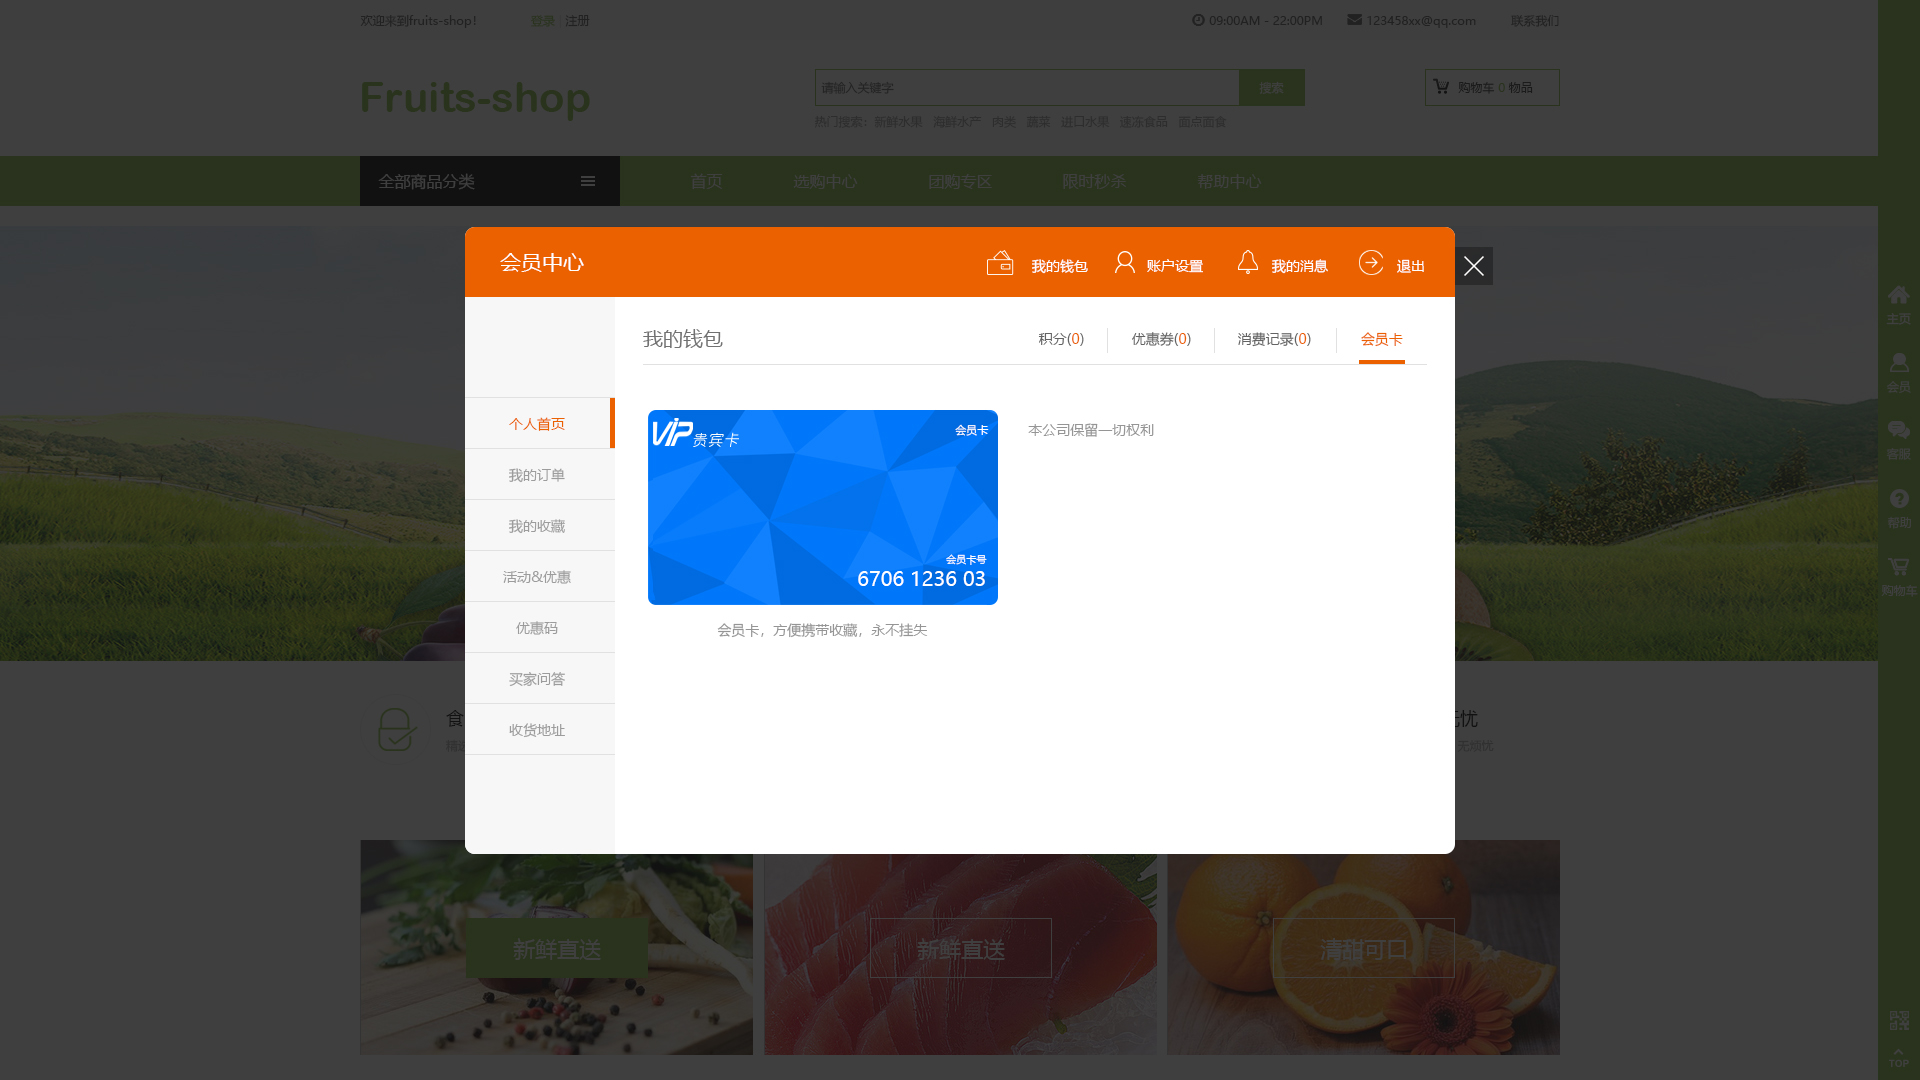 欢迎来到fruits-shop!
登录 | 注册
09:00AM - 22:00PM
123458xx@qq.com
联系我们
Fruits-shop
请输入关键字
搜索
购物车 0 物品
热门搜索：新鲜水果 海鲜水产 肉类 蔬菜 进口水果 速冻食品 面点面食
全部商品分类
首页
选购中心
团购专区
限时秒杀
帮助中心
会员中心
我的钱包
账户设置
我的消息
退出
我的钱包
积分(0)
优惠券(0)
消费记录(0)
会员卡
个人首页
我的订单
我的收藏
活动&优惠
优惠码
买家问答
收货地址
VIP贵宾卡
会员卡
会员卡号
6706 1236 03
会员卡，方便携带收藏，永不挂失
本公司保留一切权利
主页
会员
客服
帮助
购物车
食
忧
无烦忧
新鲜直送
新鲜直送
清甜可口
TOP